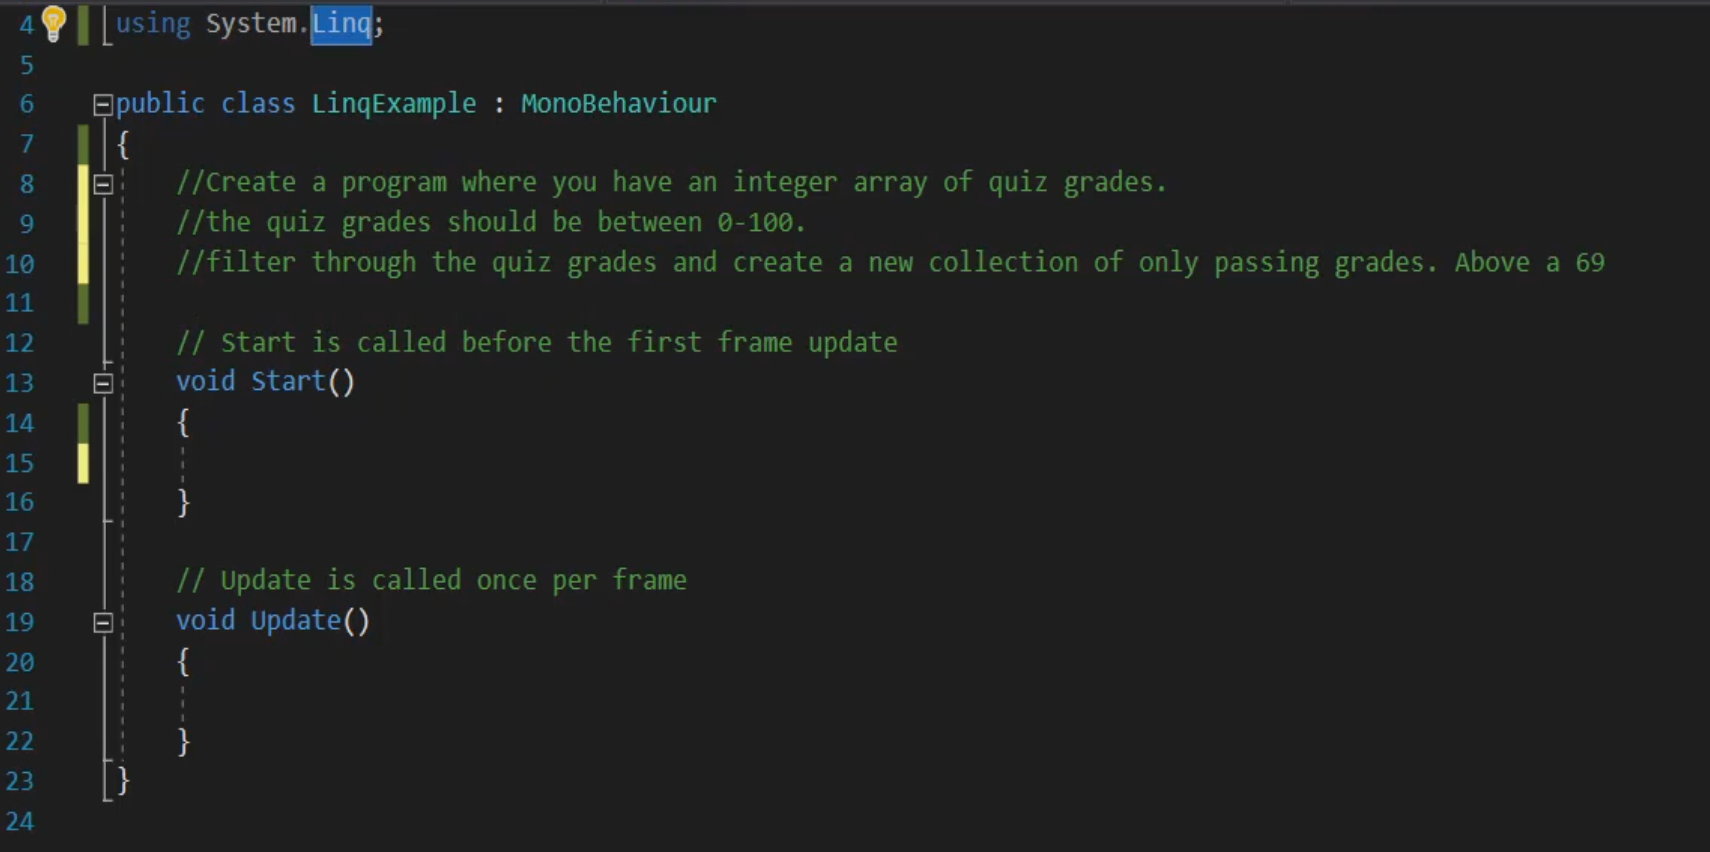 4 using System.Linq;
5
6 public class LinqExample : MonoBehaviour
7 {
8 //Create a program where you have an integer array of quiz grades.
9 //the quiz grades should be between 0-100.
10 //filter through the quiz grades and create a new collection of only passing grades. Above a 69
11
12 // Start is called before the first frame update
13 void Start()
14 {
15
16 }
17
18 // Update is called once per frame
19 void Update()
20 {
21
22 }
23 }
24